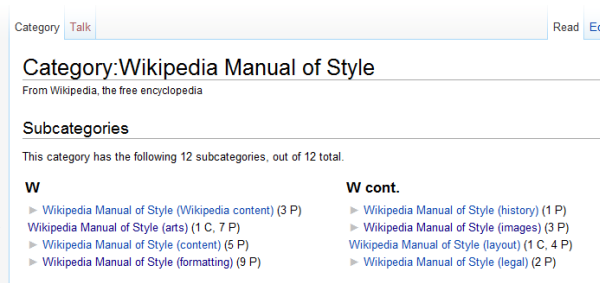 Category Talk Read
Category:Wikipedia Manual of Style
From Wikipedia, the free encyclopedia
Subcategories
This category has the following 12 subcategories, out of 12 total.
W
► Wikipedia Manual of Style (Wikipedia content) (3 P)
Wikipedia Manual of Style (arts) (1 C, 7 P)
► Wikipedia Manual of Style (content) (5 P)
► Wikipedia Manual of Style (formatting) (9 P)
W cont.
► Wikipedia Manual of Style (history) (1 P)
► Wikipedia Manual of Style (images) (3 P)
Wikipedia Manual of Style (layout) (1 C, 4 P)
► Wikipedia Manual of Style (legal) (2 P)